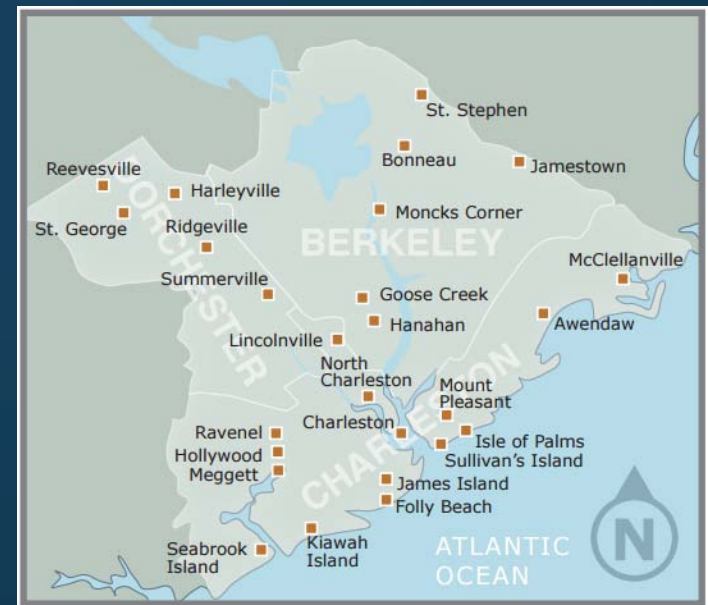 St. Stephen
Bonneau
Jamestown
Reevesville
Harleyville
DORCHESTER
St. George
Ridgeville
Moncks Corner
BERKELEY
McClellanville
Summerville
Goose Creek
Hanahan
Awendaw
Lincolnville
North
Charleston
CHARLESTON
Mount
Pleasant
Charleston
Ravenel
Isle of Palms
Hollywood
Sullivan's Island
Meggett
James Island
Folly Beach
Kiawah
Island
Seabrook
Island
ATLANTIC
OCEAN
N